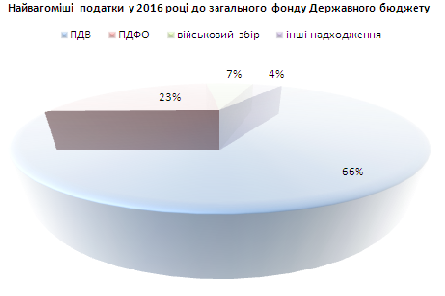 Найвагоміші податки у 2016 році до загального фонду Державного бюджету
ПДВ ПДФО військовий збір інші надходження
7% 4%
23%
66%